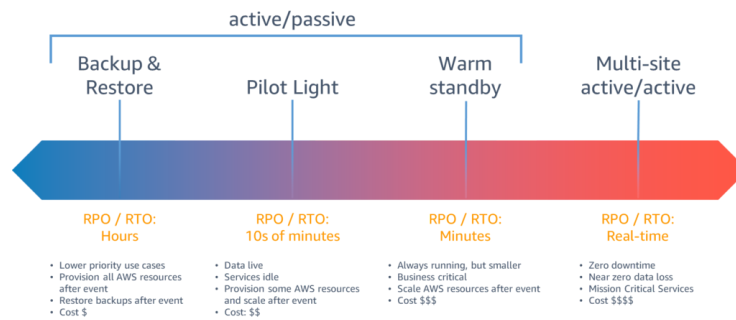 active/passive
Backup &
Restore
Pilot Light
Warm
standby
Multi-site
active/active
RPO / RTO:
Hours
RPO / RTO:
10s of minutes
RPO / RTO:
Minutes
RPO / RTO:
Real-time
• Lower priority use cases
• Provision all AWS resources
after event
• Restore backups after event
• Cost $
• Data live
• Services idle
• Provision some AWS resources
and scale after event
• Cost: $$
• Always running, but smaller
• Business critical
• Scale AWS resources after event
• Cost $$$
• Zero downtime
• Near zero data loss
• Mission Critical Services
• Cost $$$$